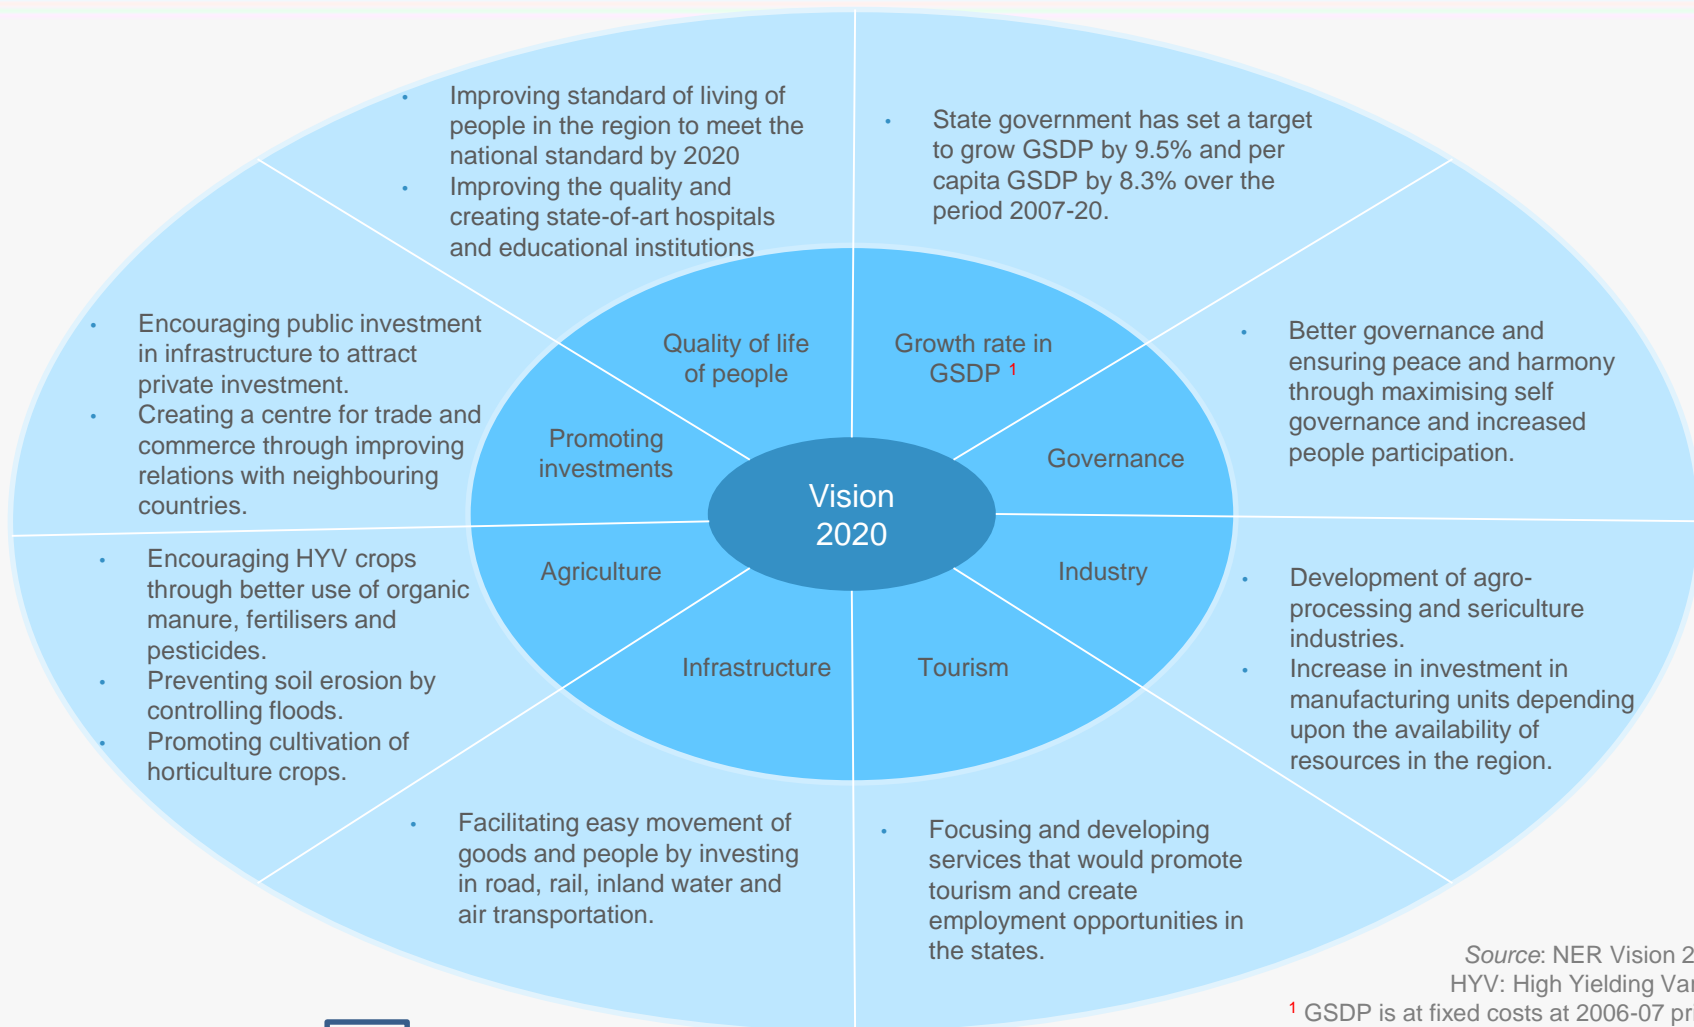 • Improving standard of living of
people in the region to meet the
national standard by 2020
• Improving the quality and
creating state-of-art hospitals
and educational institutions
• State government has set a target
to grow GSDP by 9.5% and per
capita GSDP by 8.3% over the
period 2007-20.
• Encouraging public investment
in infrastructure to attract
private investment.
• Creating a centre for trade and
commerce through improving
relations with neighbouring
countries.
Quality of life
of people
Growth rate in
GSDP ¹
• Better governance and
ensuring peace and harmony
through maximising self
governance and increased
people participation.
Promoting
investments
Governance
Vision
2020
• Encouraging HYV crops
through better use of organic
manure, fertilisers and
pesticides.
• Preventing soil erosion by
controlling floods.
• Promoting cultivation of
horticulture crops.
Agriculture
Industry
• Development of agro-
processing and sericulture
industries.
• Increase in investment in
manufacturing units depending
upon the availability of
resources in the region.
Infrastructure
Tourism
• Facilitating easy movement of
goods and people by investing
in road, rail, inland water and
air transportation.
• Focusing and developing
services that would promote
tourism and create
employment opportunities in
the states.
Source: NER Vision
HYV: High Yielding
¹ GSDP is at fixed costs at 2006-07